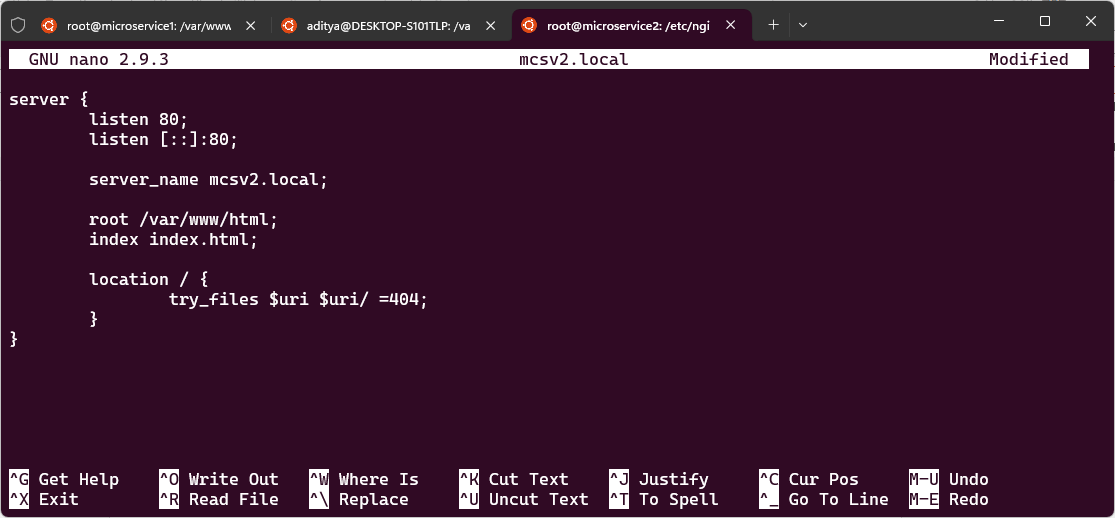 root@microservice1: /var/www
aditya@DESKTOP-S101TLP: /va
root@microservice2: /etc/ngi
GNU nano 2.9.3 mcsv2.local Modified
server {
listen 80;
listen [::]:80;
server_name mcsv2.local;
root /var/www/html;
index index.html;
location / {
try_files $uri $uri/ =404;
}
}
^G Get Help ^O Write Out ^W Where Is ^K Cut Text ^J Justify ^C Cur Pos M-U Undo
^X Exit ^R Read File ^\ Replace ^U Uncut Text ^T To Spell ^_ Go To Line M-E Redo